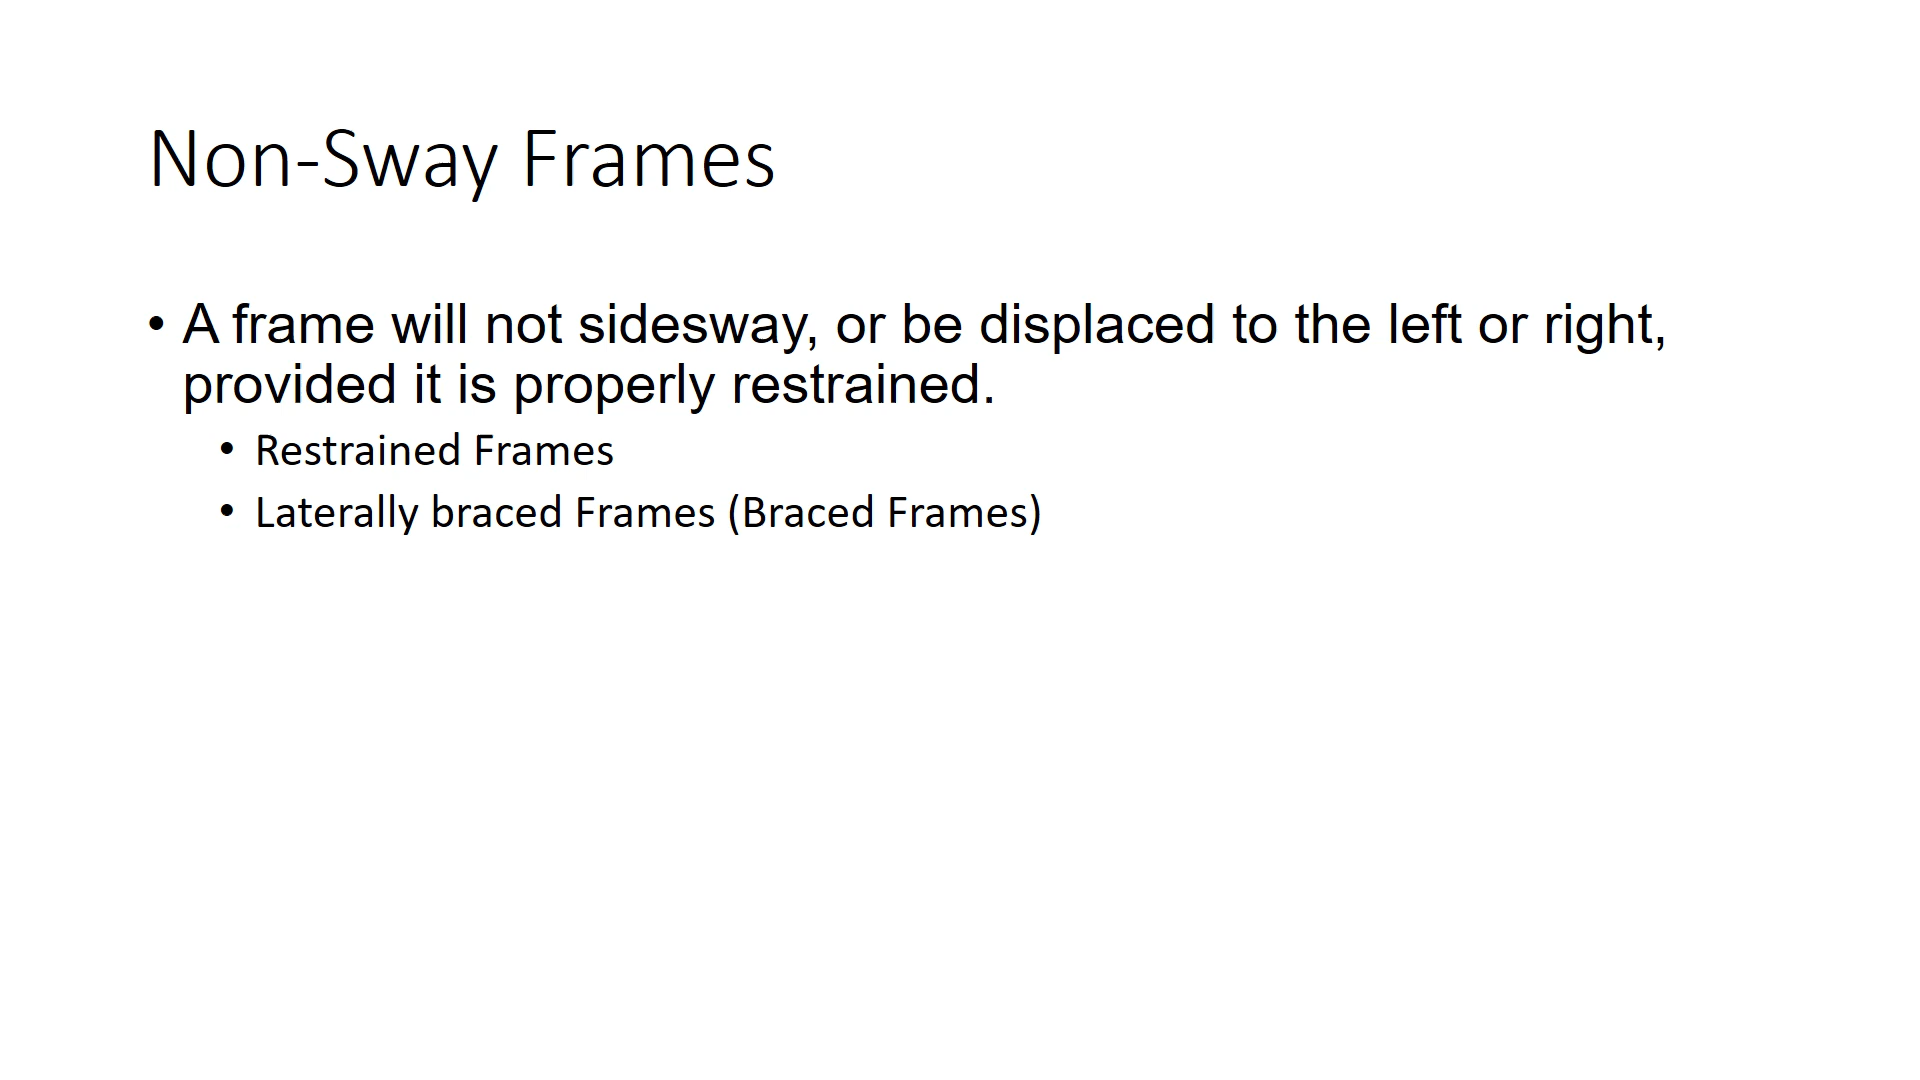 Non-Sway Frames
• A frame will not sidesway, or be displaced to the left or right,
provided it is properly restrained.
• Restrained Frames
• Laterally braced Frames (Braced Frames)